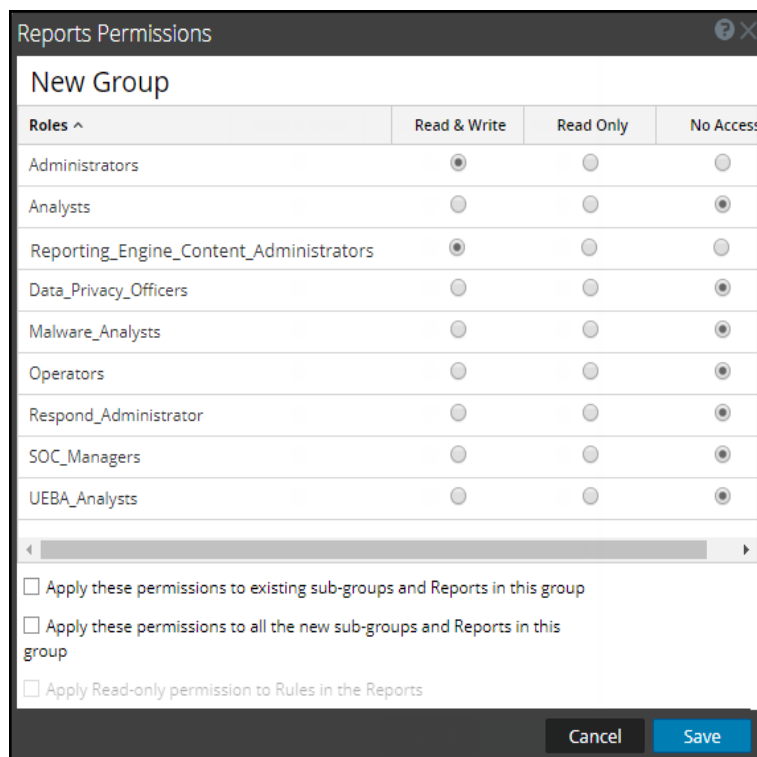 Reports Permissions
New Group
Roles Read & Write Read Only No Access
Administrators
Analysts
Reporting_Engine_Content_Administrators
Data_Privacy_Officers
Malware_Analysts
Operators
Respond_Administrator
SOC_Managers
UEBA_Analysts
Apply these permissions to existing sub-groups and Reports in this group
Apply these permissions to all the new sub-groups and Reports in this
group
Apply Read-only permission to Rules in the Reports
Cancel Save